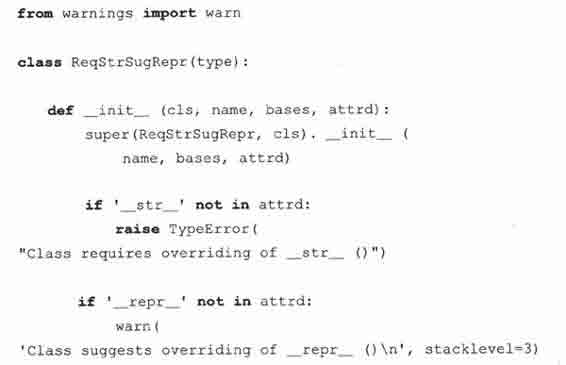 from warnings import warn
class ReqStrSugRepr(type):
def __init__ (cls, name, bases, attrd):
super(ReqStrSugRepr, cls). __init__ (
name, bases, attrd)
if '__str__' not in attrd:
raise TypeError(
"Class requires overriding of __str__ ()")
if '__repr__' not in attrd:
warn(
'Class suggests overriding of __repr__ ()\n', stacklevel=3)